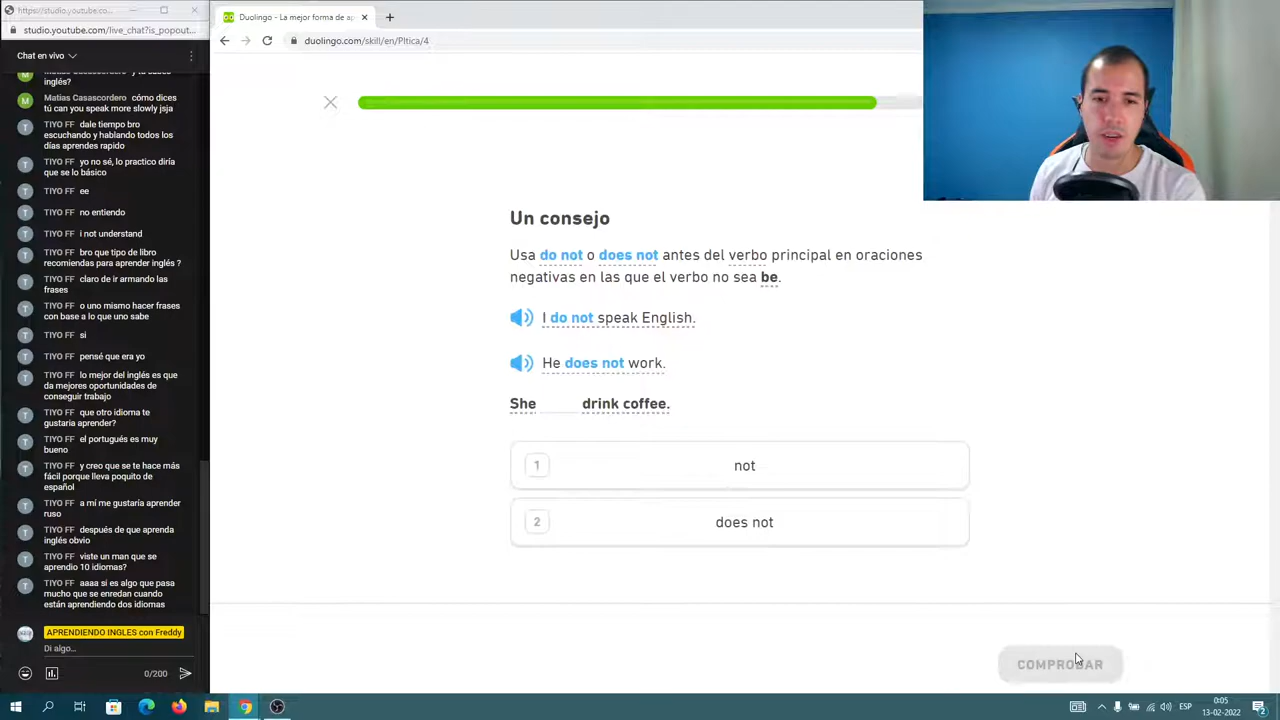 https://studio.youtube.co...
studio.youtube.com/live_chat?is_popout...
Chat en vivo
inglés?
Matias Casascordero cómo dices
tú can you speak more slowly jsja
TIYO FF dale tiempo bro
escuchando y hablando todos los
días aprendes rapido
TIYO FF yo no sé, lo practico diría
que se lo básico
TIYO FF ee
TIYO FF no entiendo
TIYO FF i not understand
TIYO FF bro que tipo de libro
recomiendas para aprender inglés ?
TIYO FF claro de ir armando las
frases
TIYO FF o uno mismo hacer frases
con base a lo que uno sabe
TIYO FF si
TIYO FF pensé que era yo
TIYO FF lo mejor del inglés es que
da mejores oportunidades de
conseguir trabajo
TIYO FF que otro idioma te
gustaria aprender?
TIYO FF el portugués es muy
bueno
TIYO FF y creo que se te hace más
fácil porque lleva poquito de
español
TIYO FF a mí me gustaría aprender
ruso
TIYO FF después de que aprenda
inglés obvio
TIYO FF viste un man que se
aprendio 10 idiomas?
TIYO FF aaaa sí es algo que pasa
mucho que se enredan cuando
están aprendiendo dos idiomas
APRENDIENDO INGLES con Freddy
Di algo...
0/200
Duolingo - La mejor forma de ap
duolingo.com/skill/en/Pltica/4
Un consejo
Usa do not o does not antes del verbo principal en oraciones
negativas en las que el verbo no sea be.
I do not speak English.
He does not work.
She drink coffee.
1 not
2 does not
COMPROBAR
ESP
0:05
13-02-2022
2